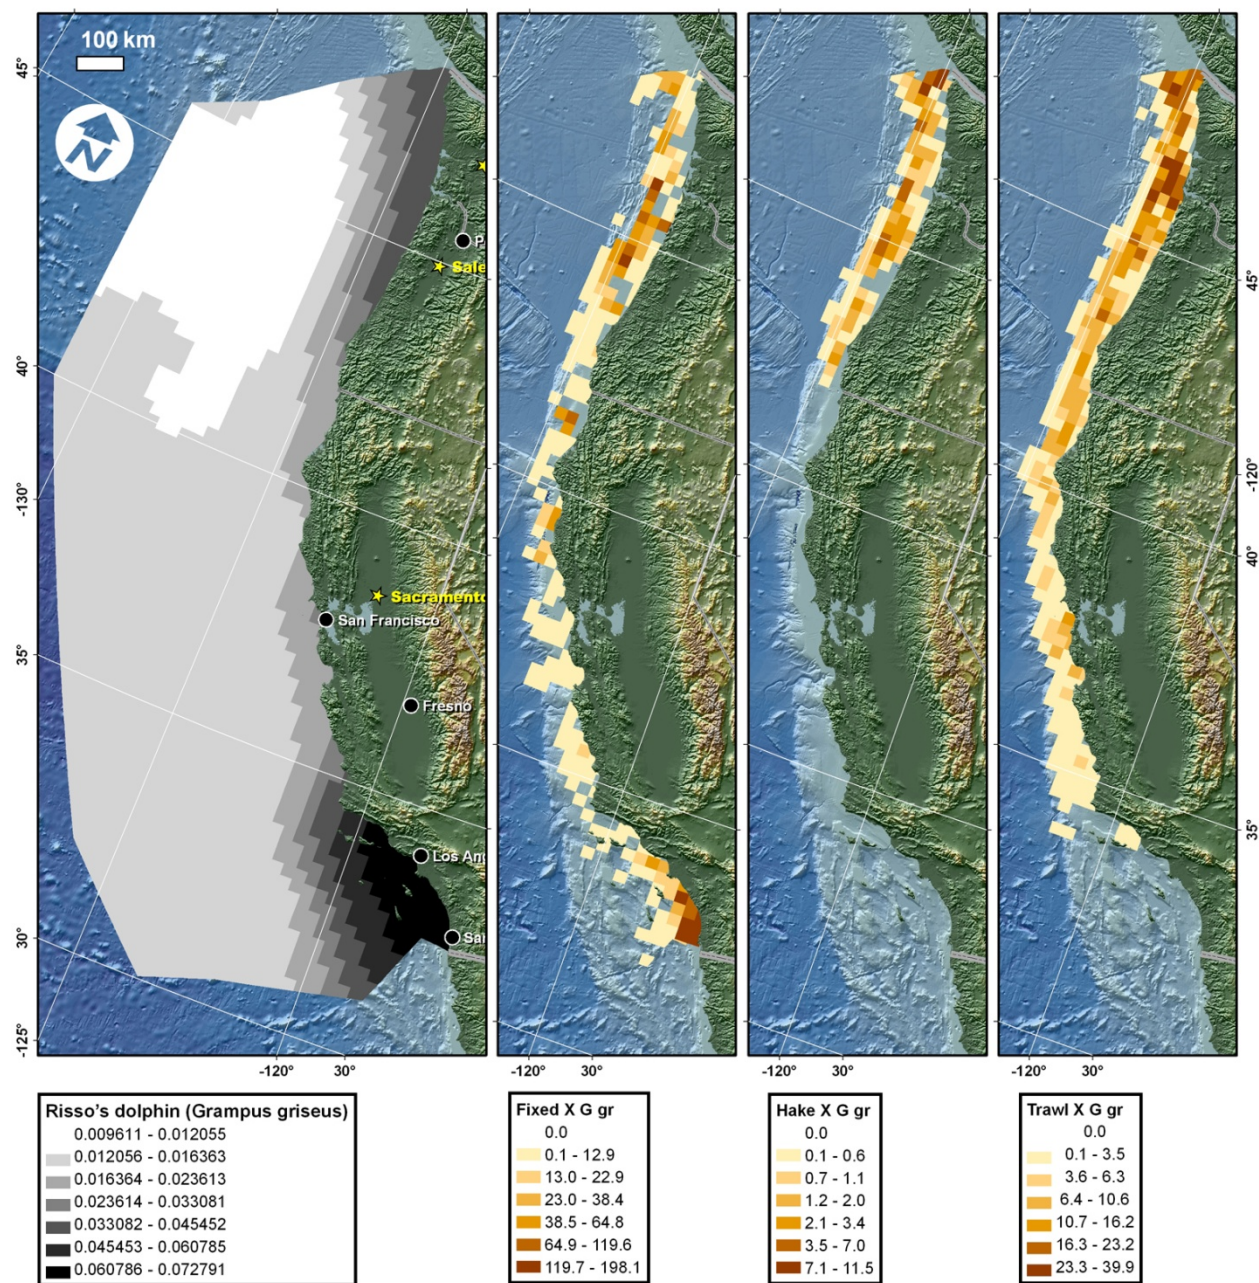 100 km
45°
N
P
Sale
40°
-130°
Sacramento
San Francisco
35°
Fresno
Los Ang
30°
San
-125°
-120°
30°
-120°
30°
-120°
30°
-120°
30°
45°
-120°
40°
35°
Risso's dolphin (Grampus griseus)
0.009611 - 0.012055
0.012056 - 0.016363
0.016364 - 0.023613
0.023614 - 0.033081
0.033082 - 0.045452
0.045453 - 0.060785
0.060786 - 0.072791
Fixed X G gr
0.0
0.1 - 12.9
13.0 - 22.9
23.0 - 38.4
38.5 - 64.8
64.9 - 119.6
119.7 - 198.1
Hake X G gr
0.0
0.1 - 0.6
0.7 - 1.1
1.2 - 2.0
2.1 - 3.4
3.5 - 7.0
7.1 - 11.5
Trawl X G gr
0.0
0.1 - 3.5
3.6 - 6.3
6.4 - 10.6
10.7 - 16.2
16.3 - 23.2
23.3 - 39.9